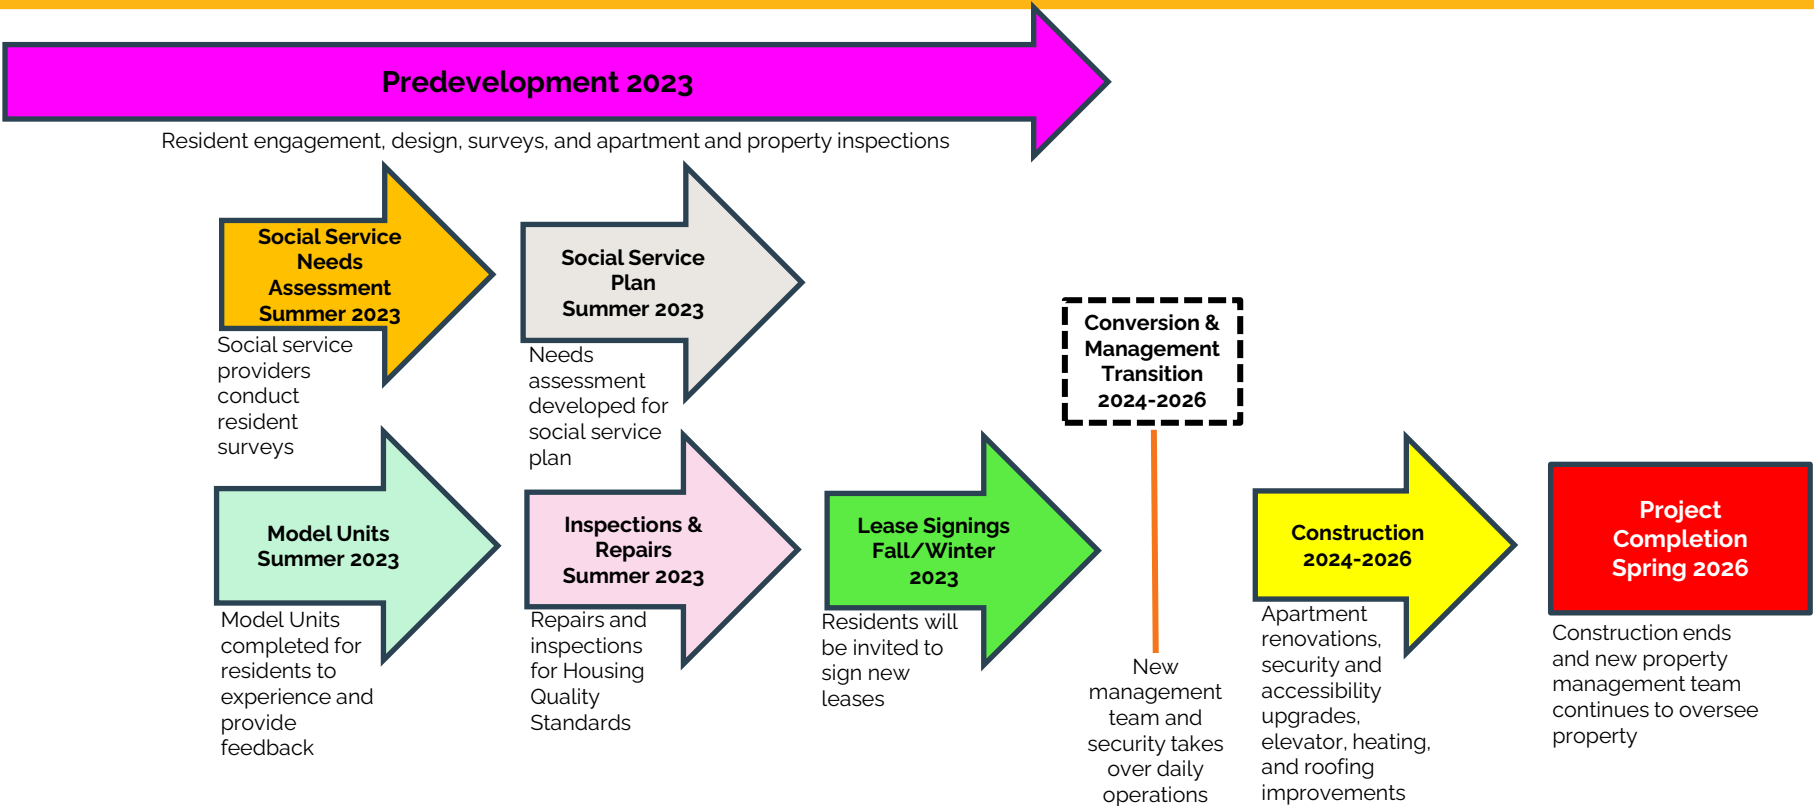 Predevelopment 2023
Resident engagement, design, surveys, and apartment and property inspections
Social Service
Needs
Assessment
Summer 2023
Social service
providers
conduct
resident
surveys
Social Service
Plan
Summer 2023
Needs
assessment
developed for
social service
plan
Conversion &
Management
Transition
2024-2026
New
management
team and
security takes
over daily
operations
Model Units
Summer 2023
Model Units
completed for
residents to
experience and
provide
feedback
Inspections &
Repairs
Summer 2023
Repairs and
inspections
for Housing
Quality
Standards
Lease Signings
Fall/Winter
2023
Residents will
be invited to
sign new
leases
Construction
2024-2026
Apartment
renovations,
security and
accessibility
upgrades,
elevator, heating,
and roofing
improvements
Project
Completion
Spring 2026
Construction ends
and new property
management team
continues to oversee
property